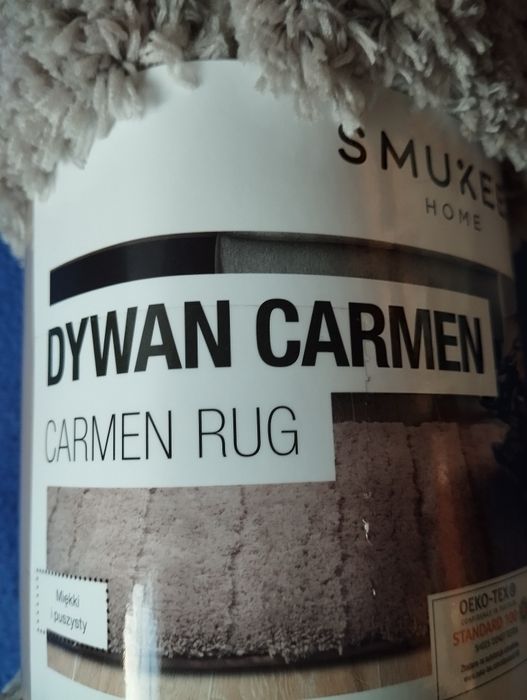 SMUKEE
HOME
DYWAN CARMEN
CARMEN RUG
Miękki
i puszysty
OEKO-TEX®
STANDARD 100